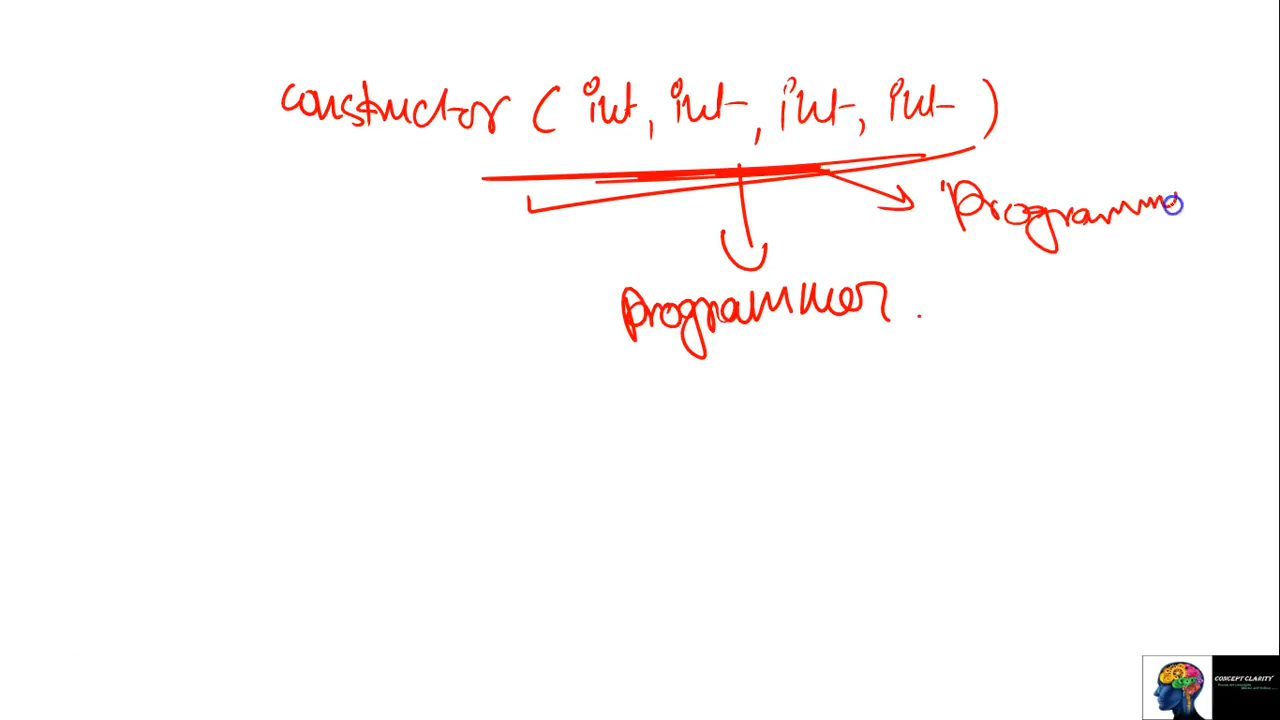 constructor ( int, int, int, int )
"Programm
programmer.
CONCEPT CLARITY